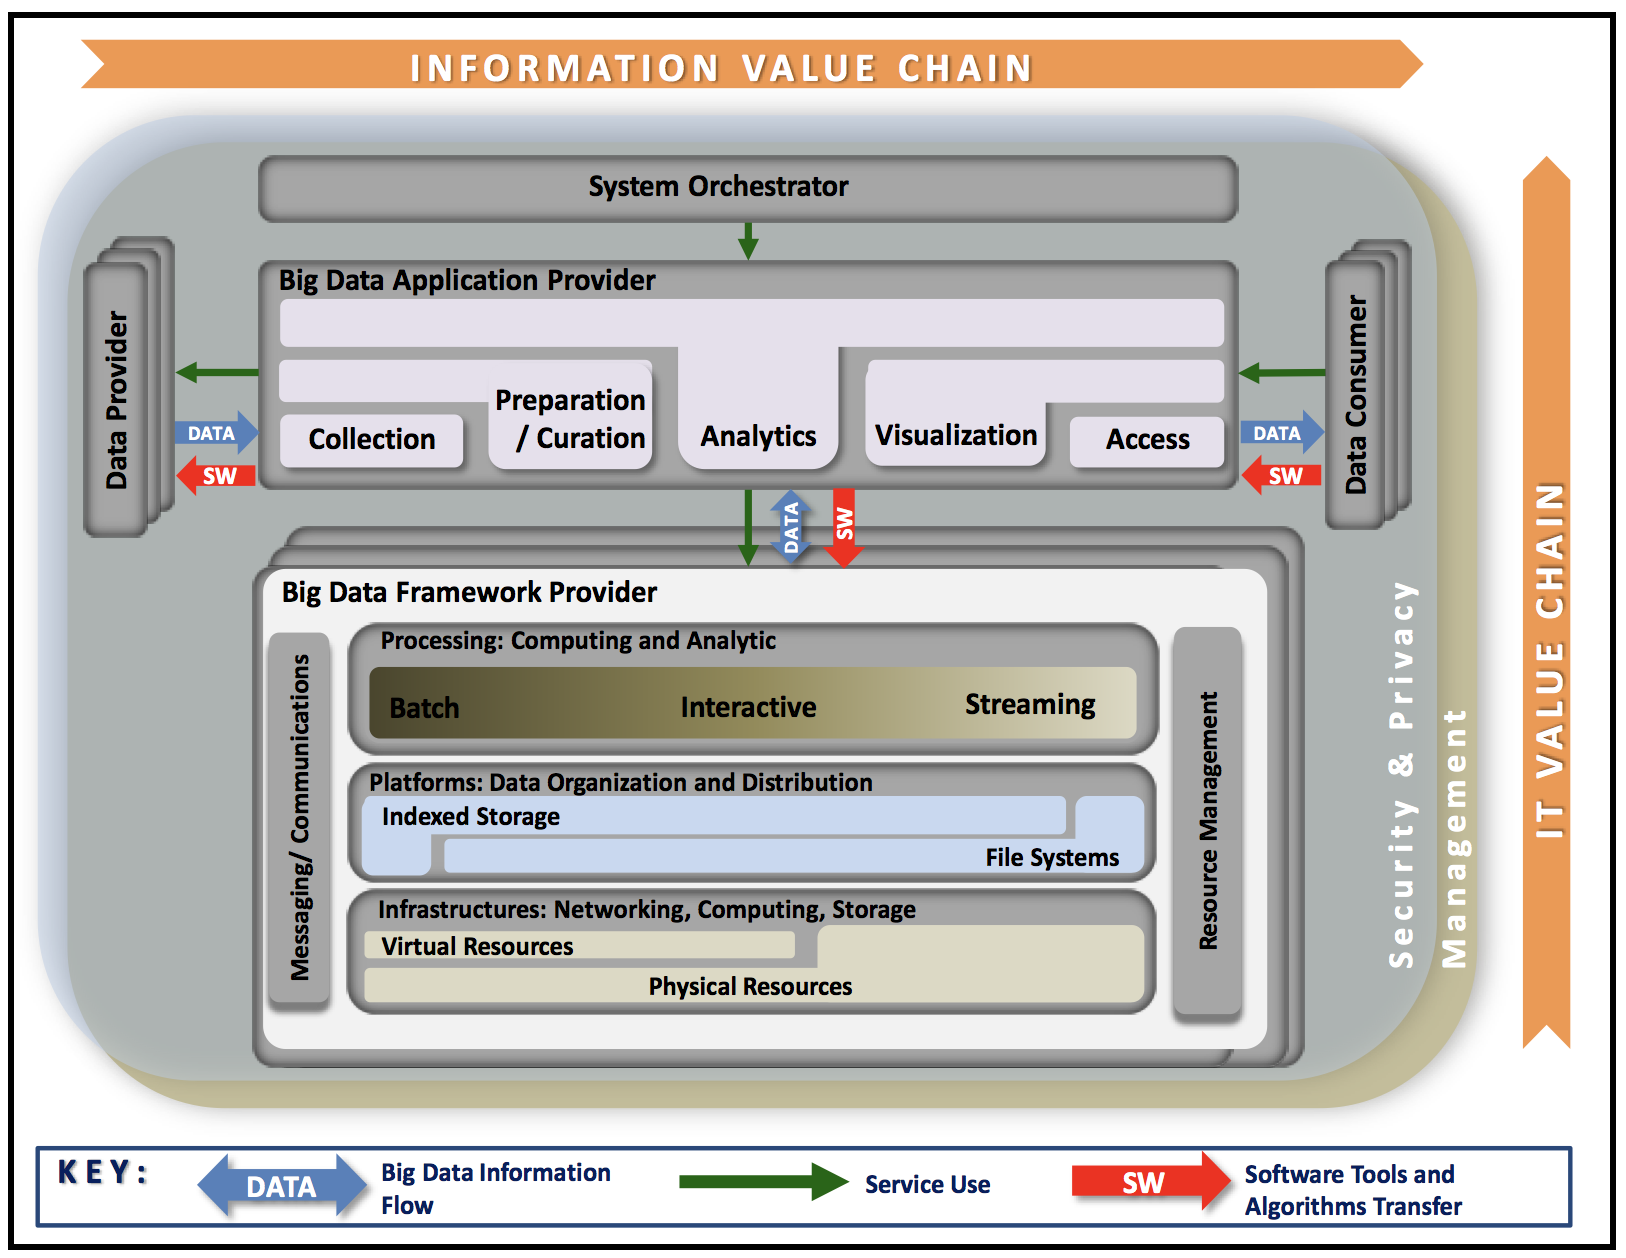 INFORMATION VALUE CHAIN
System Orchestrator
Big Data Application Provider
Collection
Preparation
/ Curation
Analytics
Visualization
Access
Data Provider
DATA
SW
Data Consumer
DATA
SW
DATA
SW
Big Data Framework Provider
Messaging/ Communications
Processing: Computing and Analytic
Batch
Interactive
Streaming
Platforms: Data Organization and Distribution
Indexed Storage
File Systems
Infrastructures: Networking, Computing, Storage
Virtual Resources
Physical Resources
Resource Management
Security & Privacy
Management
IT VALUE CHAIN
KEY:
DATA
Big Data Information
Flow
Service Use
SW
Software Tools and
Algorithms Transfer